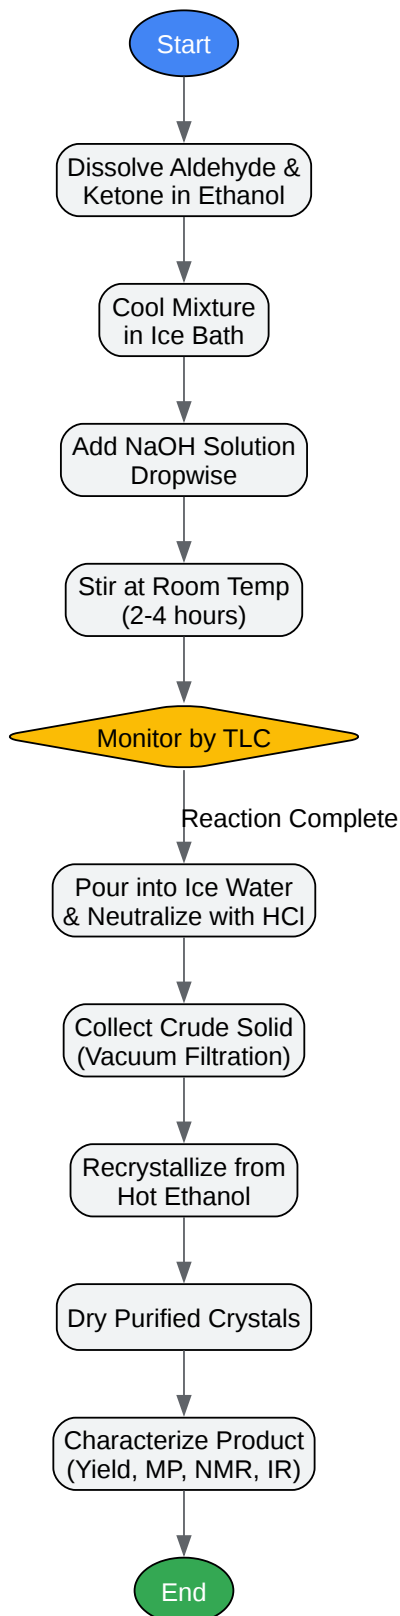 Start
Dissolve Aldehyde &
Ketone in Ethanol
Cool Mixture
in Ice Bath
Add NaOH Solution
Dropwise
Stir at Room Temp
(2-4 hours)
Monitor by TLC
Reaction Complete
Pour into Ice Water
& Neutralize with HCl
Collect Crude Solid
(Vacuum Filtration)
Recrystallize from
Hot Ethanol
Dry Purified Crystals
Characterize Product
(Yield, MP, NMR, IR)
End